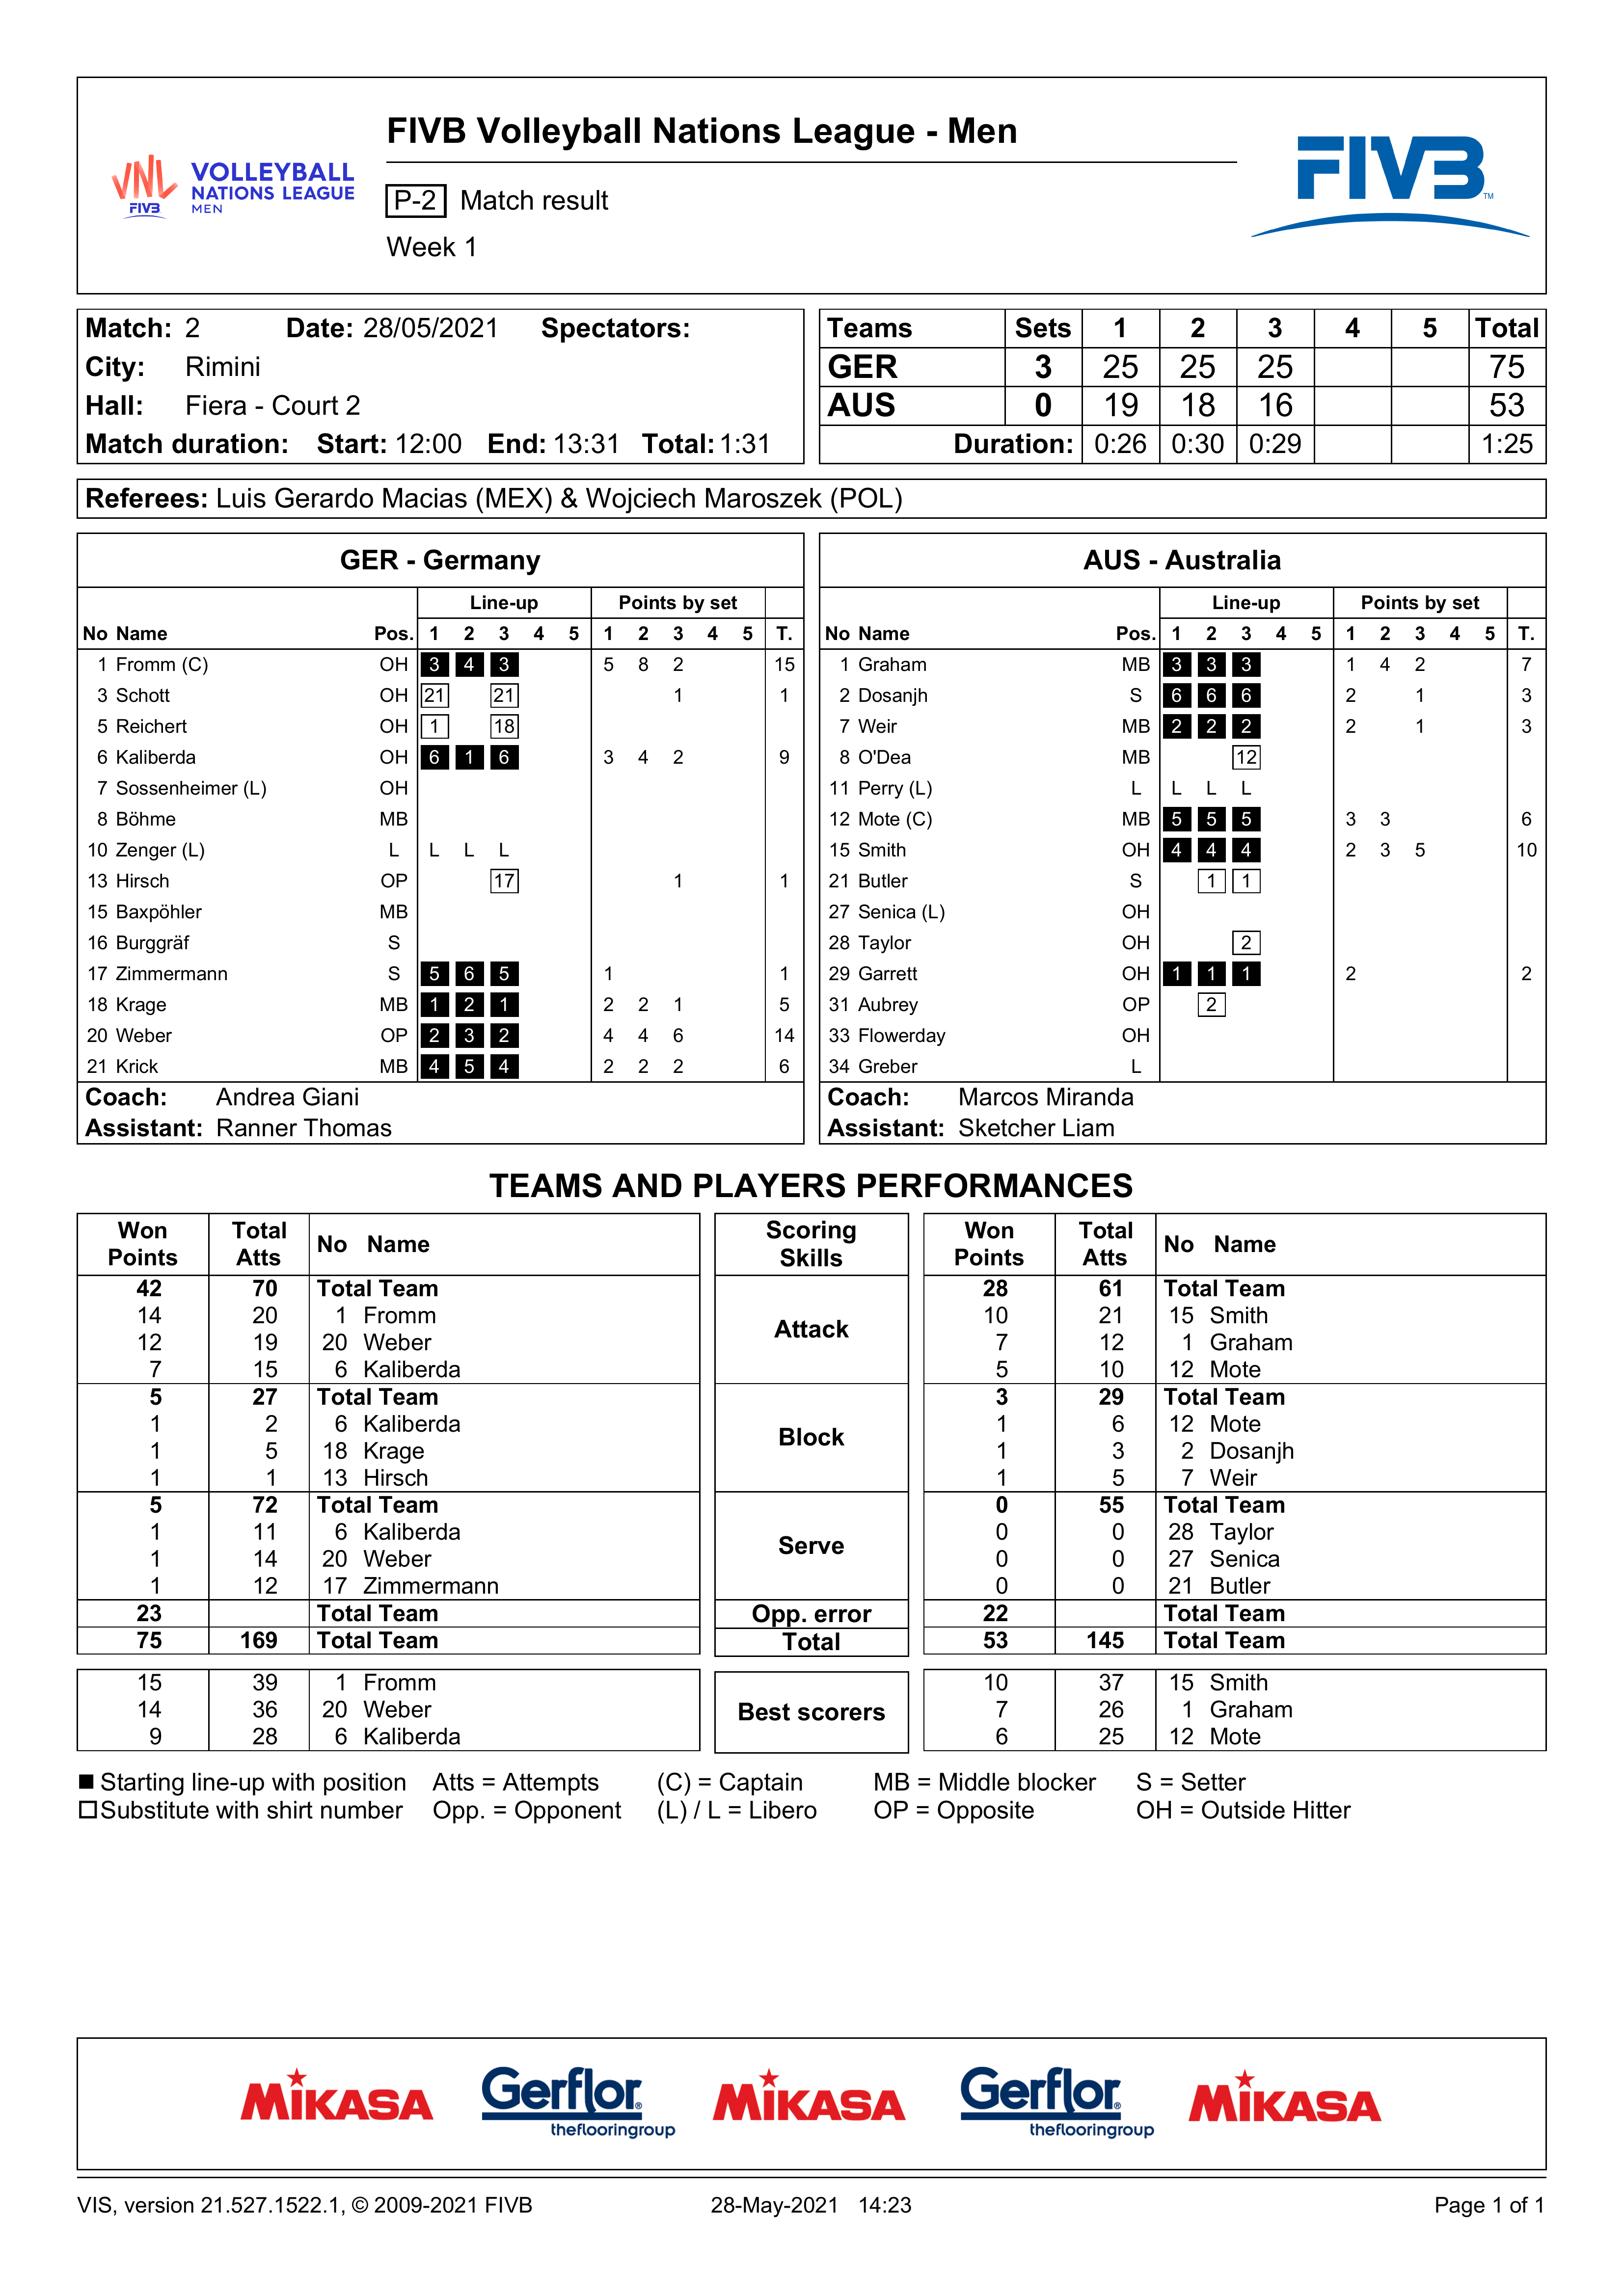 FIVB Volleyball Nations League - Men
VNL FIVB VOLLEYBALL NATIONS LEAGUE MEN
P-2 Match result
Week 1
FIVB TM
Match: 2 Date: 28/05/2021 Spectators:
City: Rimini
Hall: Fiera - Court 2
Match duration: Start: 12:00 End: 13:31 Total: 1:31
Teams Sets 1 2 3 4 5 Total
GER 3 25 25 25 75
AUS 0 19 18 16 53
Duration: 0:26 0:30 0:29 1:25
Referees: Luis Gerardo Macias (MEX) & Wojciech Maroszek (POL)
GER - Germany
Line-up Points by set
No Name Pos. 1 2 3 4 5 1 2 3 4 5 T.
1 Fromm (C) OH 3 4 3 5 8 2 15
3 Schott OH 21 21 1 1
5 Reichert OH 1 18
6 Kaliberda OH 6 1 6 3 4 2 9
7 Sossenheimer (L) OH
8 Böhme MB
10 Zenger (L) L L L L
13 Hirsch OP 17 1 1
15 Baxpöhler MB
16 Burggräf S
17 Zimmermann S 5 6 5 1 1
18 Krage MB 1 2 1 2 2 1 5
20 Weber OP 2 3 2 4 4 6 14
21 Krick MB 4 5 4 2 2 2 6
Coach: Andrea Giani
Assistant: Ranner Thomas
AUS - Australia
Line-up Points by set
No Name Pos. 1 2 3 4 5 1 2 3 4 5 T.
1 Graham MB 3 3 3 1 4 2 7
2 Dosanjh S 6 6 6 2 1 3
7 Weir MB 2 2 2 2 1 3
8 O'Dea MB 12
11 Perry (L) L L L L
12 Mote (C) MB 5 5 5 3 3 6
15 Smith OH 4 4 4 2 3 5 10
21 Butler S 1 1
27 Senica (L) OH
28 Taylor OH 2
29 Garrett OH 1 1 1 2 2
31 Aubrey OP 2
33 Flowerday OH
34 Greber L
Coach: Marcos Miranda
Assistant: Sketcher Liam
TEAMS AND PLAYERS PERFORMANCES
Won Points Total Atts No Name Scoring Skills Won Points Total Atts No Name
42 70 Total Team Attack 28 61 Total Team
14 20 1 Fromm 10 21 15 Smith
12 19 20 Weber 7 12 1 Graham
7 15 6 Kaliberda 5 10 12 Mote
5 27 Total Team Block 3 29 Total Team
1 2 6 Kaliberda 1 6 12 Mote
1 5 18 Krage 1 3 2 Dosanjh
1 1 13 Hirsch 1 5 7 Weir
5 72 Total Team Serve 0 55 Total Team
1 11 6 Kaliberda 0 0 28 Taylor
1 14 20 Weber 0 0 27 Senica
1 12 17 Zimmermann 0 0 21 Butler
23 Total Team Opp. error 22 Total Team
75 169 Total Team Total 53 145 Total Team
15 39 1 Fromm Best scorers 10 37 15 Smith
14 36 20 Weber 7 26 1 Graham
9 28 6 Kaliberda 6 25 12 Mote
Starting line-up with position Atts = Attempts (C) = Captain MB = Middle blocker S = Setter
Substitute with shirt number Opp. = Opponent (L) / L = Libero OP = Opposite OH = Outside Hitter
MIKASA Gerflor® theflooringgroup MIKASA Gerflor® theflooringgroup MIKASA
VIS, version 21.527.1522.1, © 2009-2021 FIVB 28-May-2021 14:23 Page 1 of 1